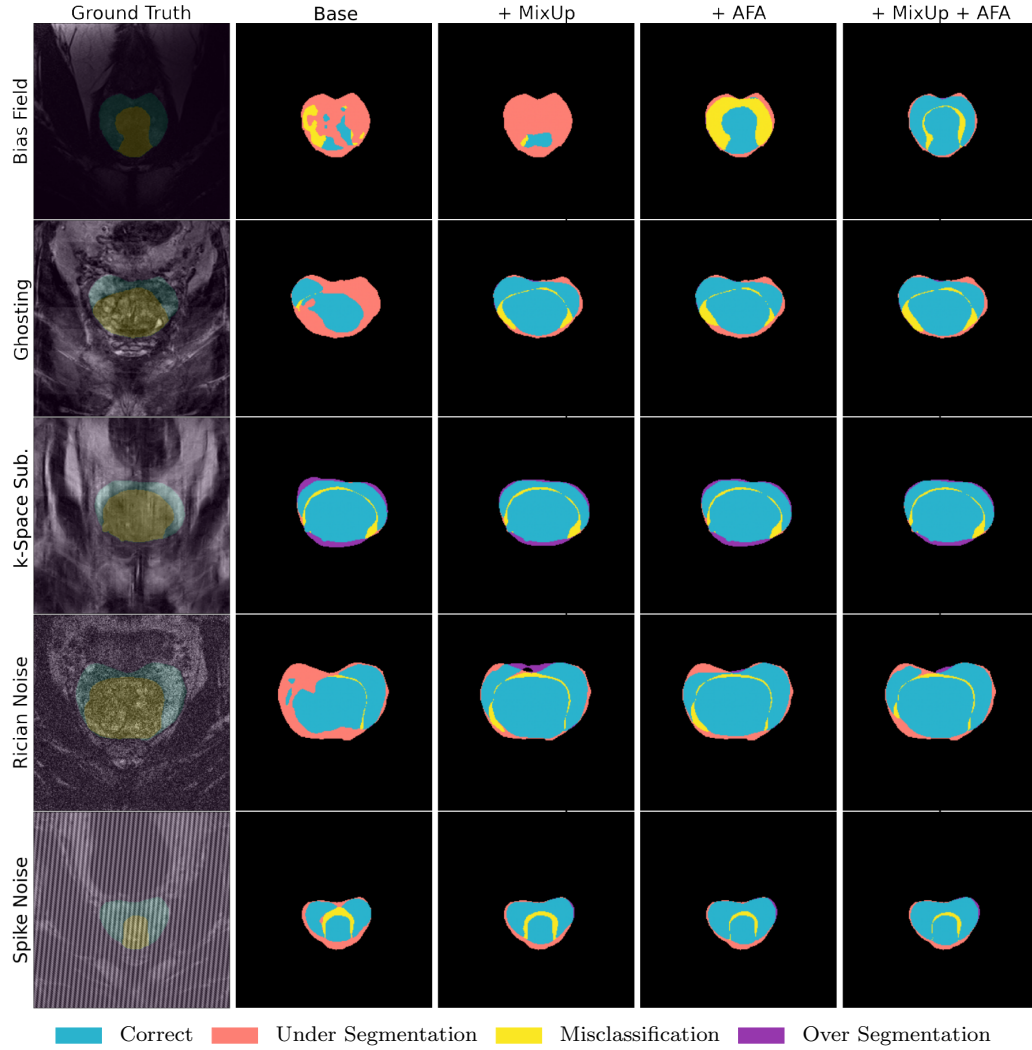 Ground Truth Base + MixUp + AFA + MixUp + AFA
Bias Field
Ghosting
k-Space Sub.
Rician Noise
Spike Noise
Correct Under Segmentation Misclassification Over Segmentation